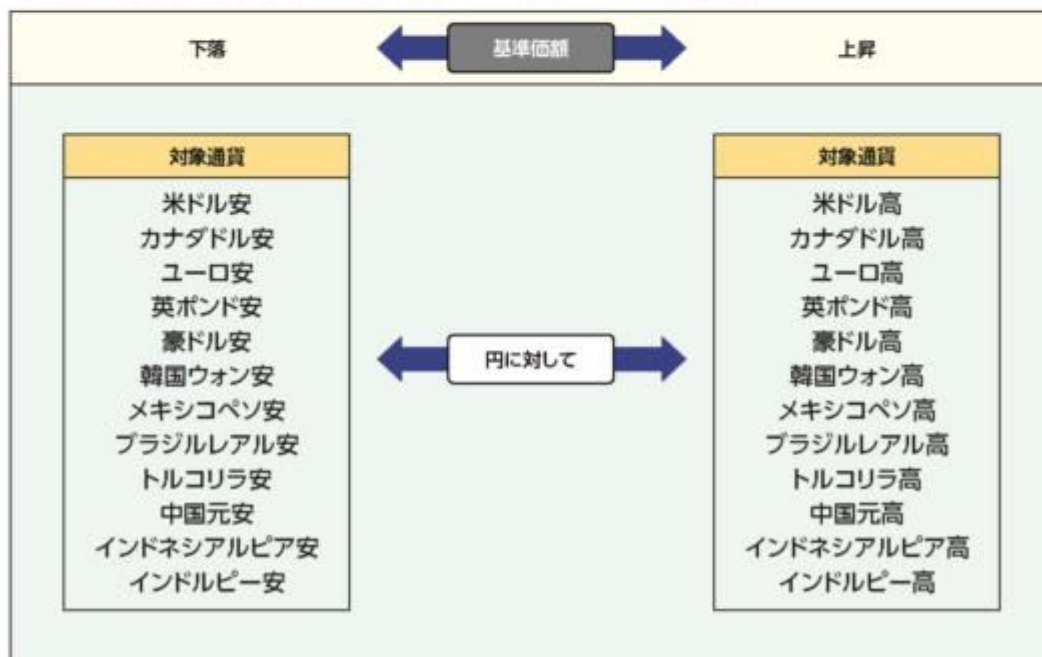 下落
基準価額
上昇
対象通貨
米ドル安
カナダドル安
ユーロ安
英ポンド安
豪ドル安
韓国ウォン安
メキシコペソ安
ブラジルレアル安
トルコリラ安
中国元安
インドネシアルピア安
インドルピー安
円に対して
対象通貨
米ドル高
カナダドル高
ユーロ高
英ポンド高
豪ドル高
韓国ウォン高
メキシコペソ高
ブラジルレアル高
トルコリラ高
中国元高
インドネシアルピア高
インドルピー高